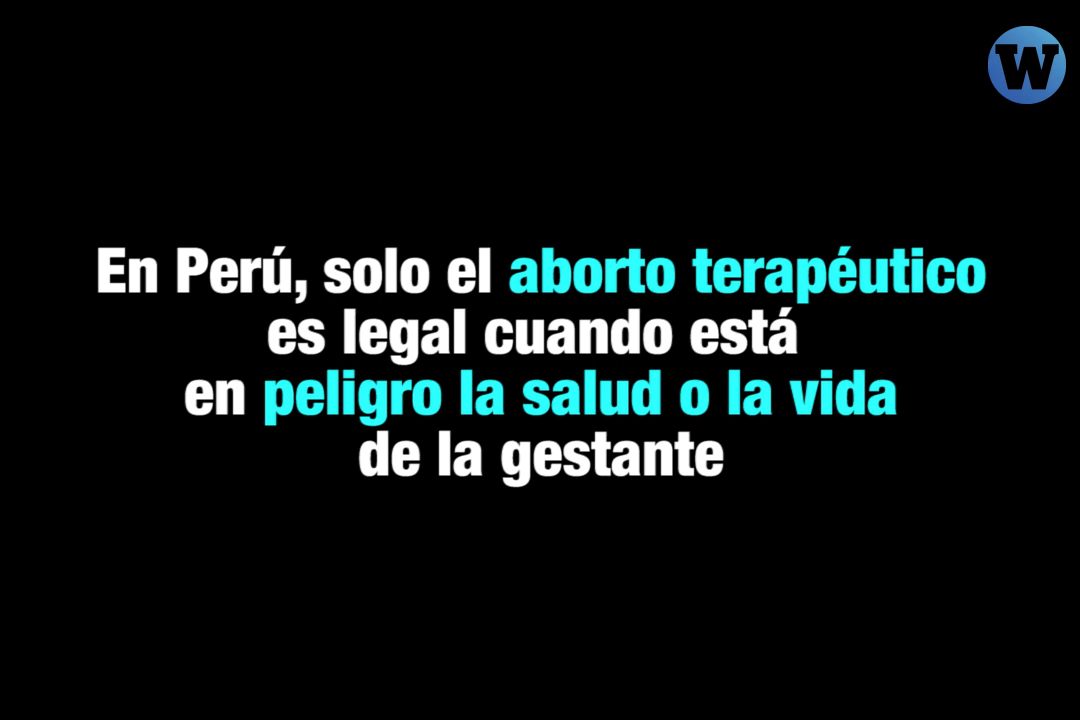 W
En Perú, solo el aborto terapéutico
es legal cuando está
en peligro la salud o la vida
de la gestante